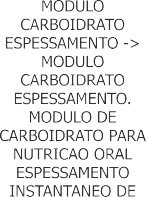 MODULO
CARBOIDRATO
ESPESSAMENTO ->
MODULO
CARBOIDRATO
ESPESSAMENTO.
MODULO DE
CARBOIDRATO PARA
NUTRICAO ORAL
ESPESSAMENTO
INSTANTANEO DE